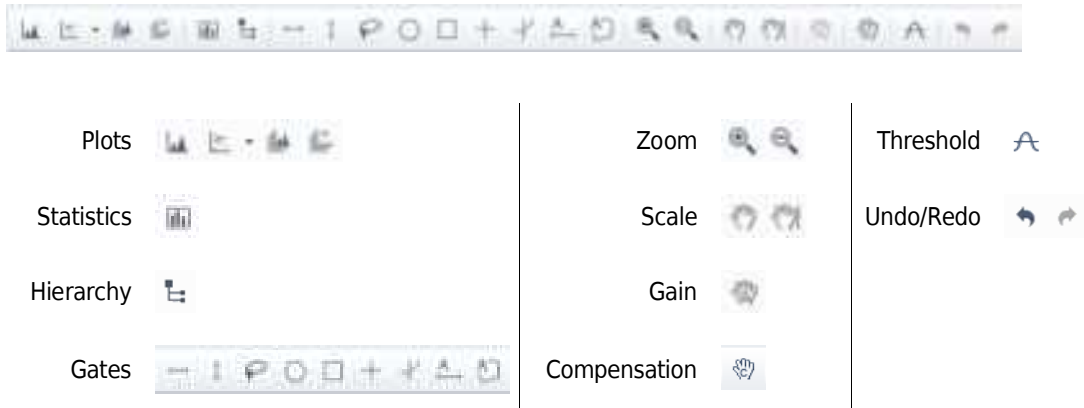 Plots
Statistics
Hierarchy
Gates
Zoom
Scale
Gain
Compensation
Threshold
Undo/Redo